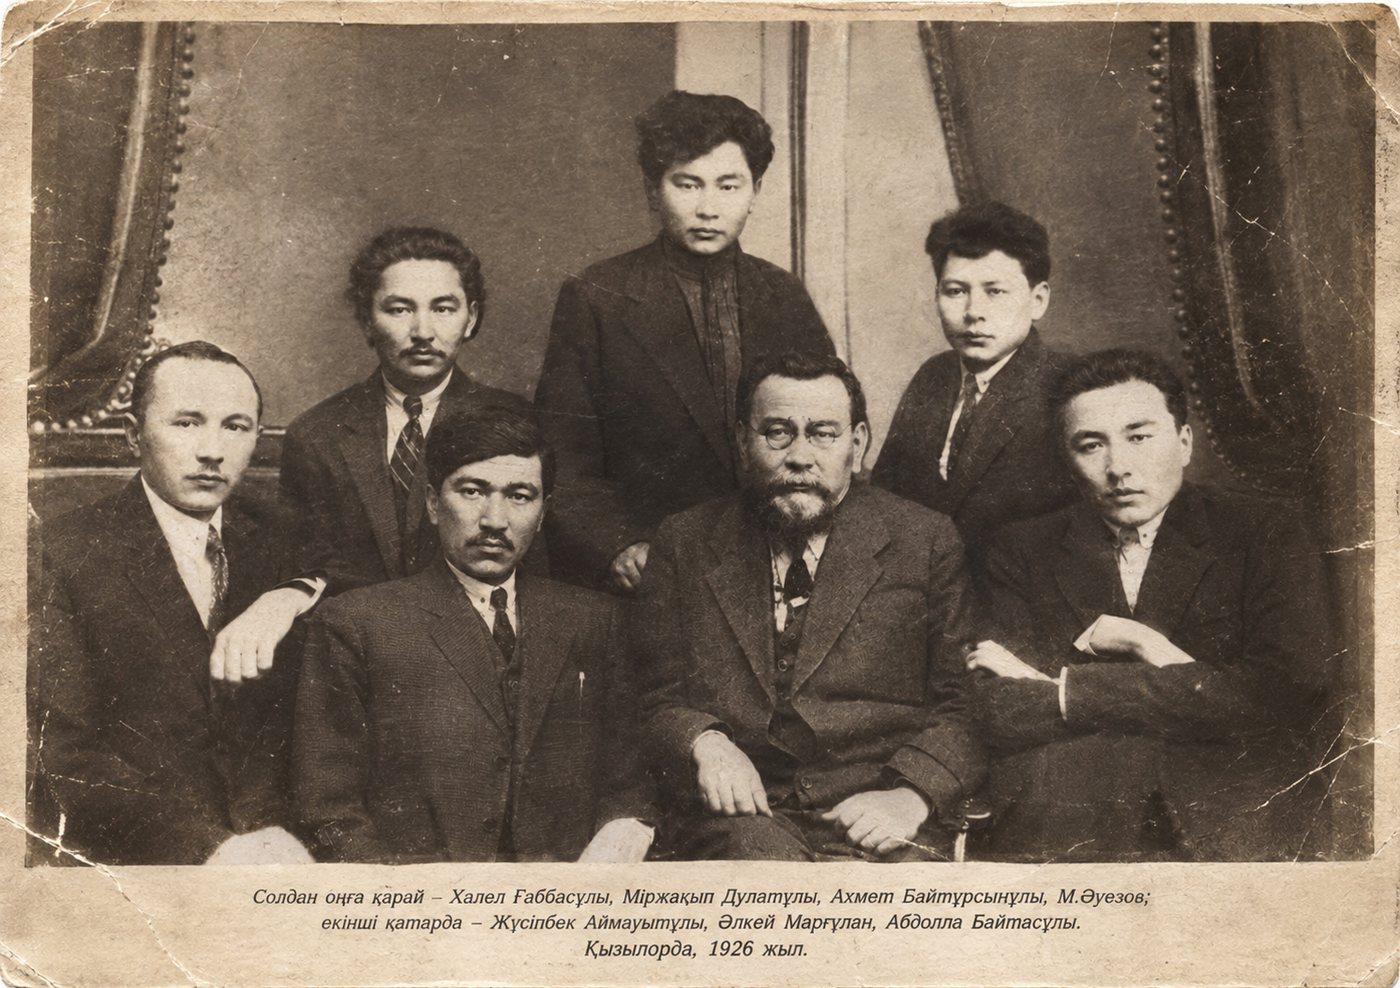 Солдан оңға қарай – Халел Ғаббасұлы, Міржақып Дулатұлы, Ахмет Байтұрсынұлы, М.Әуезов;
екінші қатарда – Жүсіпбек Аймауытұлы, Әлкей Марғұлан, Абдолла Байтасұлы.
Қызылорда, 1926 жыл.